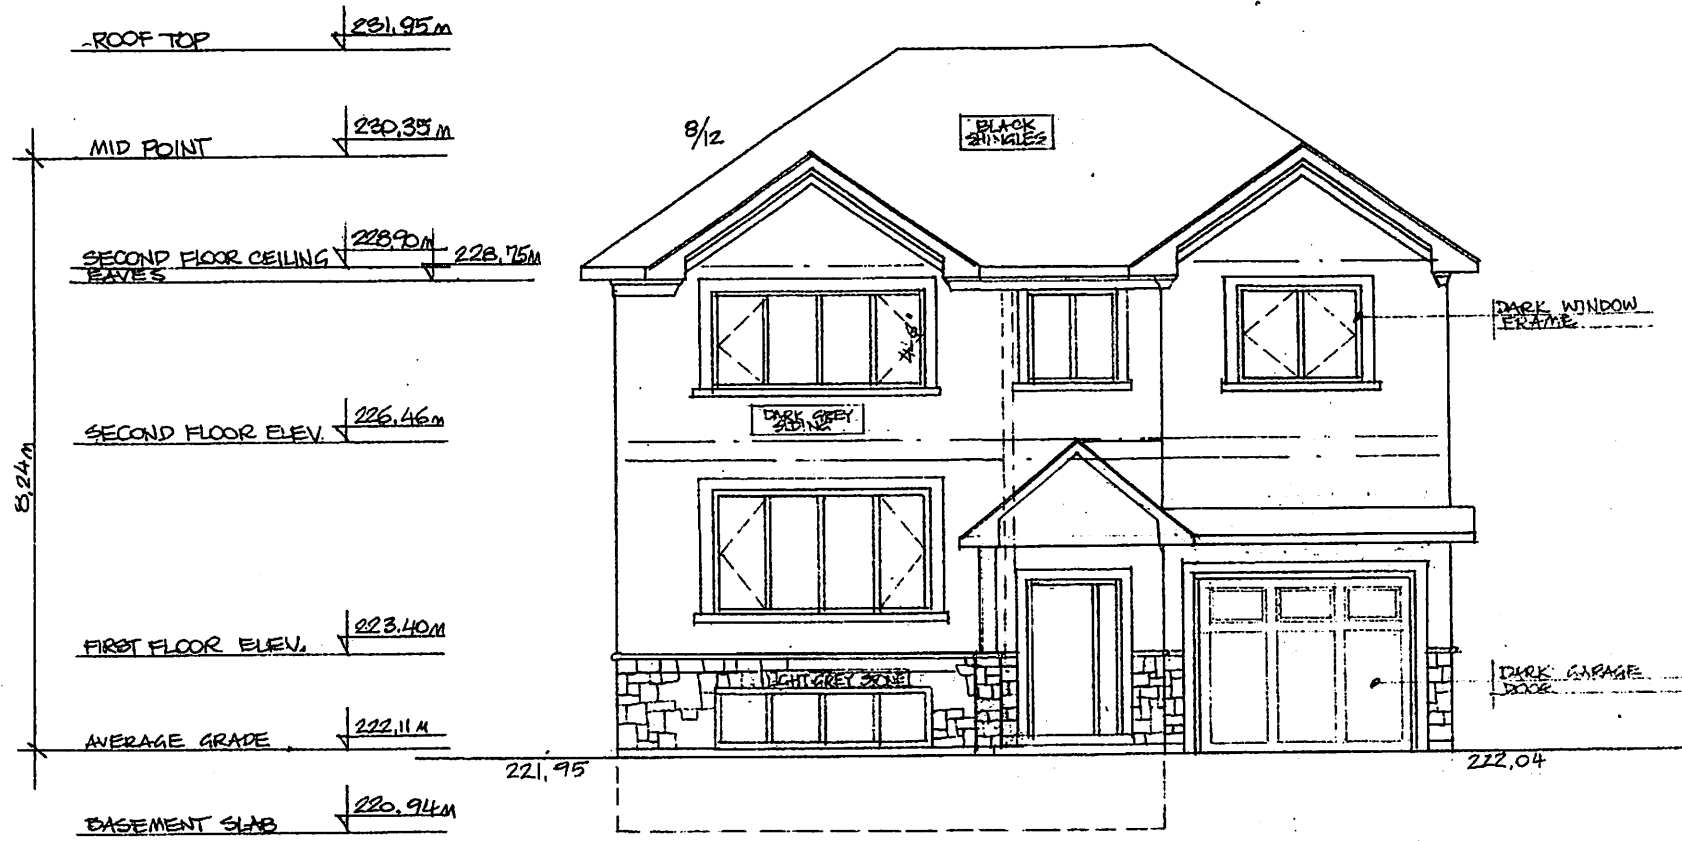 ROOF TOP 231.95M
MID POINT 230.35M
8/12
BLACK
SHINGLES
SECOND FLOOR CEILING 228.90M
EAVES 228.75M
DARK WINDOW
FRAME
DARK GREY
SIDING
SECOND FLOOR ELEV. 226.46M
8.24M
FIRST FLOOR ELEV. 223.40M
LIGHT GREY STONE
DARK GARAGE
DOOR
AVERAGE GRADE 222.11M
221.95
222.04
BASEMENT SLAB 220.94M